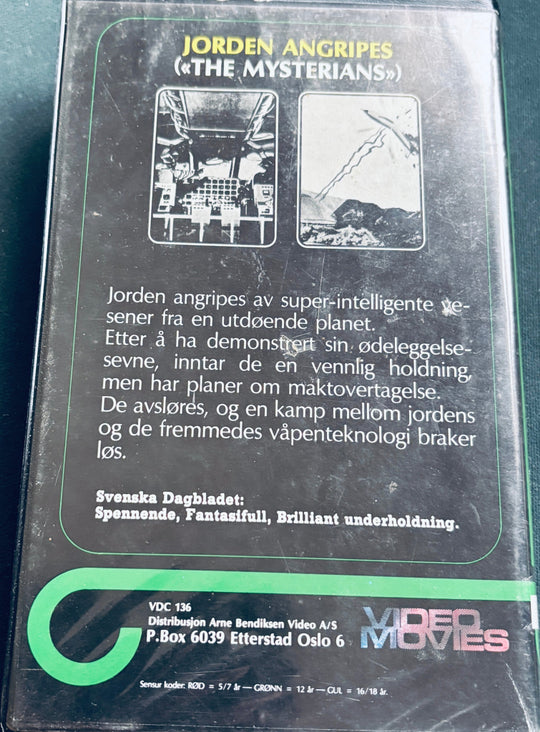 JORDEN ANGRIPES
(«THE MYSTERIANS»)
Jorden angripes av super-intelligente ve-
sener fra en utdøende planet.
Etter å ha demonstrert sin ødeleggelse-
sevne, inntar de en vennlig holdning,
men har planer om maktovertagelse.
De avsløres, og en kamp mellom jordens
og de fremmedes våpenteknologi braker
løs.
Svenska Dagbladet:
Spennende, Fantasifull, Brilliant underholdning.
VDC 136
Distribusjon Arne Bendiksen Video A/S
P.Box 6039 Etterstad Oslo 6
VIDEO
MOVIES
Sensur koder: RØD = 5/7 år — GRØNN = 12 år — GUL = 16/18 år.